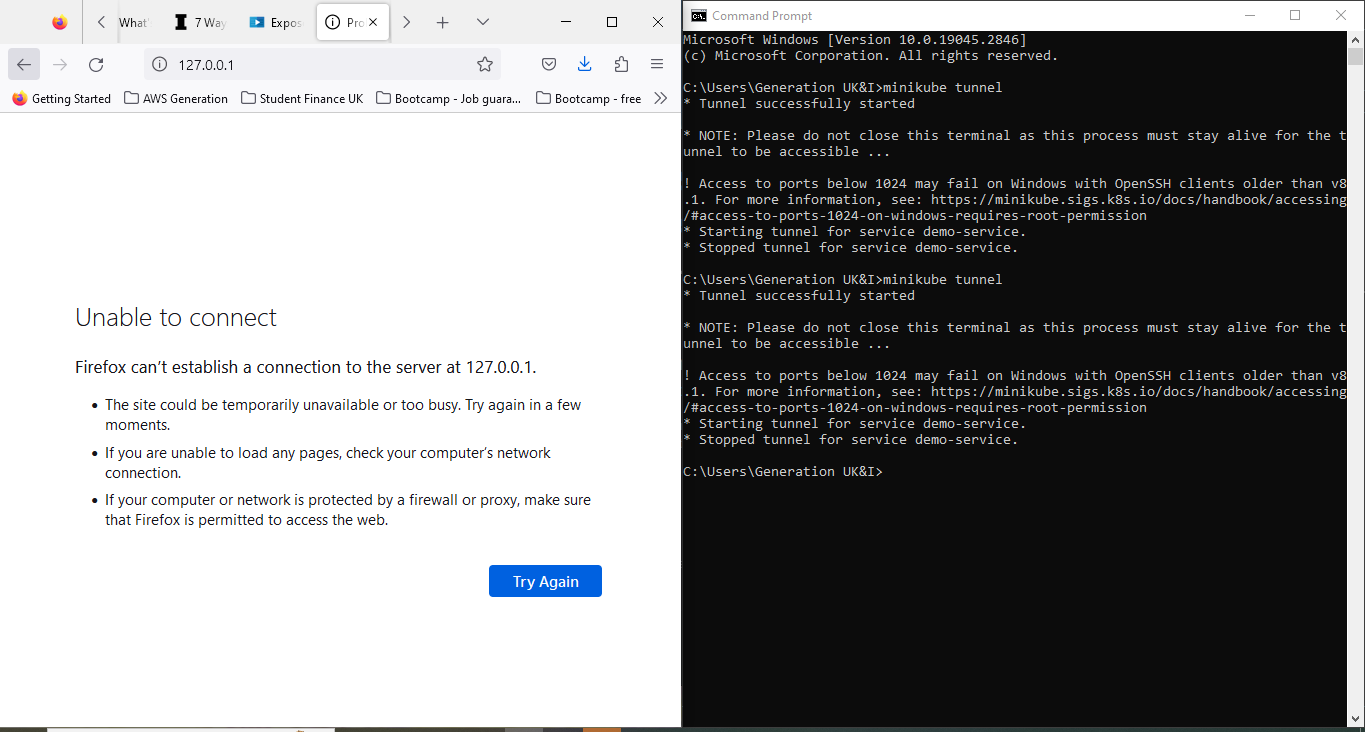 What'
7 Way
Expos
Pro
127.0.0.1
Getting Started
AWS Generation
Student Finance UK
Bootcamp - Job guara...
Bootcamp - free
Unable to connect
Firefox can’t establish a connection to the server at 127.0.0.1.
The site could be temporarily unavailable or too busy. Try again in a few
moments.
If you are unable to load any pages, check your computer’s network
connection.
If your computer or network is protected by a firewall or proxy, make sure
that Firefox is permitted to access the web.
Try Again
Command Prompt
Microsoft Windows [Version 10.0.19045.2846]
(c) Microsoft Corporation. All rights reserved.
C:\Users\Generation UK&I>minikube tunnel
* Tunnel successfully started
* NOTE: Please do not close this terminal as this process must stay alive for the t
unnel to be accessible ...
! Access to ports below 1024 may fail on Windows with OpenSSH clients older than v8
.1. For more information, see: https://minikube.sigs.k8s.io/docs/handbook/accessing
/#access-to-ports-1024-on-windows-requires-root-permission
* Starting tunnel for service demo-service.
* Stopped tunnel for service demo-service.
C:\Users\Generation UK&I>minikube tunnel
* Tunnel successfully started
* NOTE: Please do not close this terminal as this process must stay alive for the t
unnel to be accessible ...
! Access to ports below 1024 may fail on Windows with OpenSSH clients older than v8
.1. For more information, see: https://minikube.sigs.k8s.io/docs/handbook/accessing
/#access-to-ports-1024-on-windows-requires-root-permission
* Starting tunnel for service demo-service.
* Stopped tunnel for service demo-service.
C:\Users\Generation UK&I>